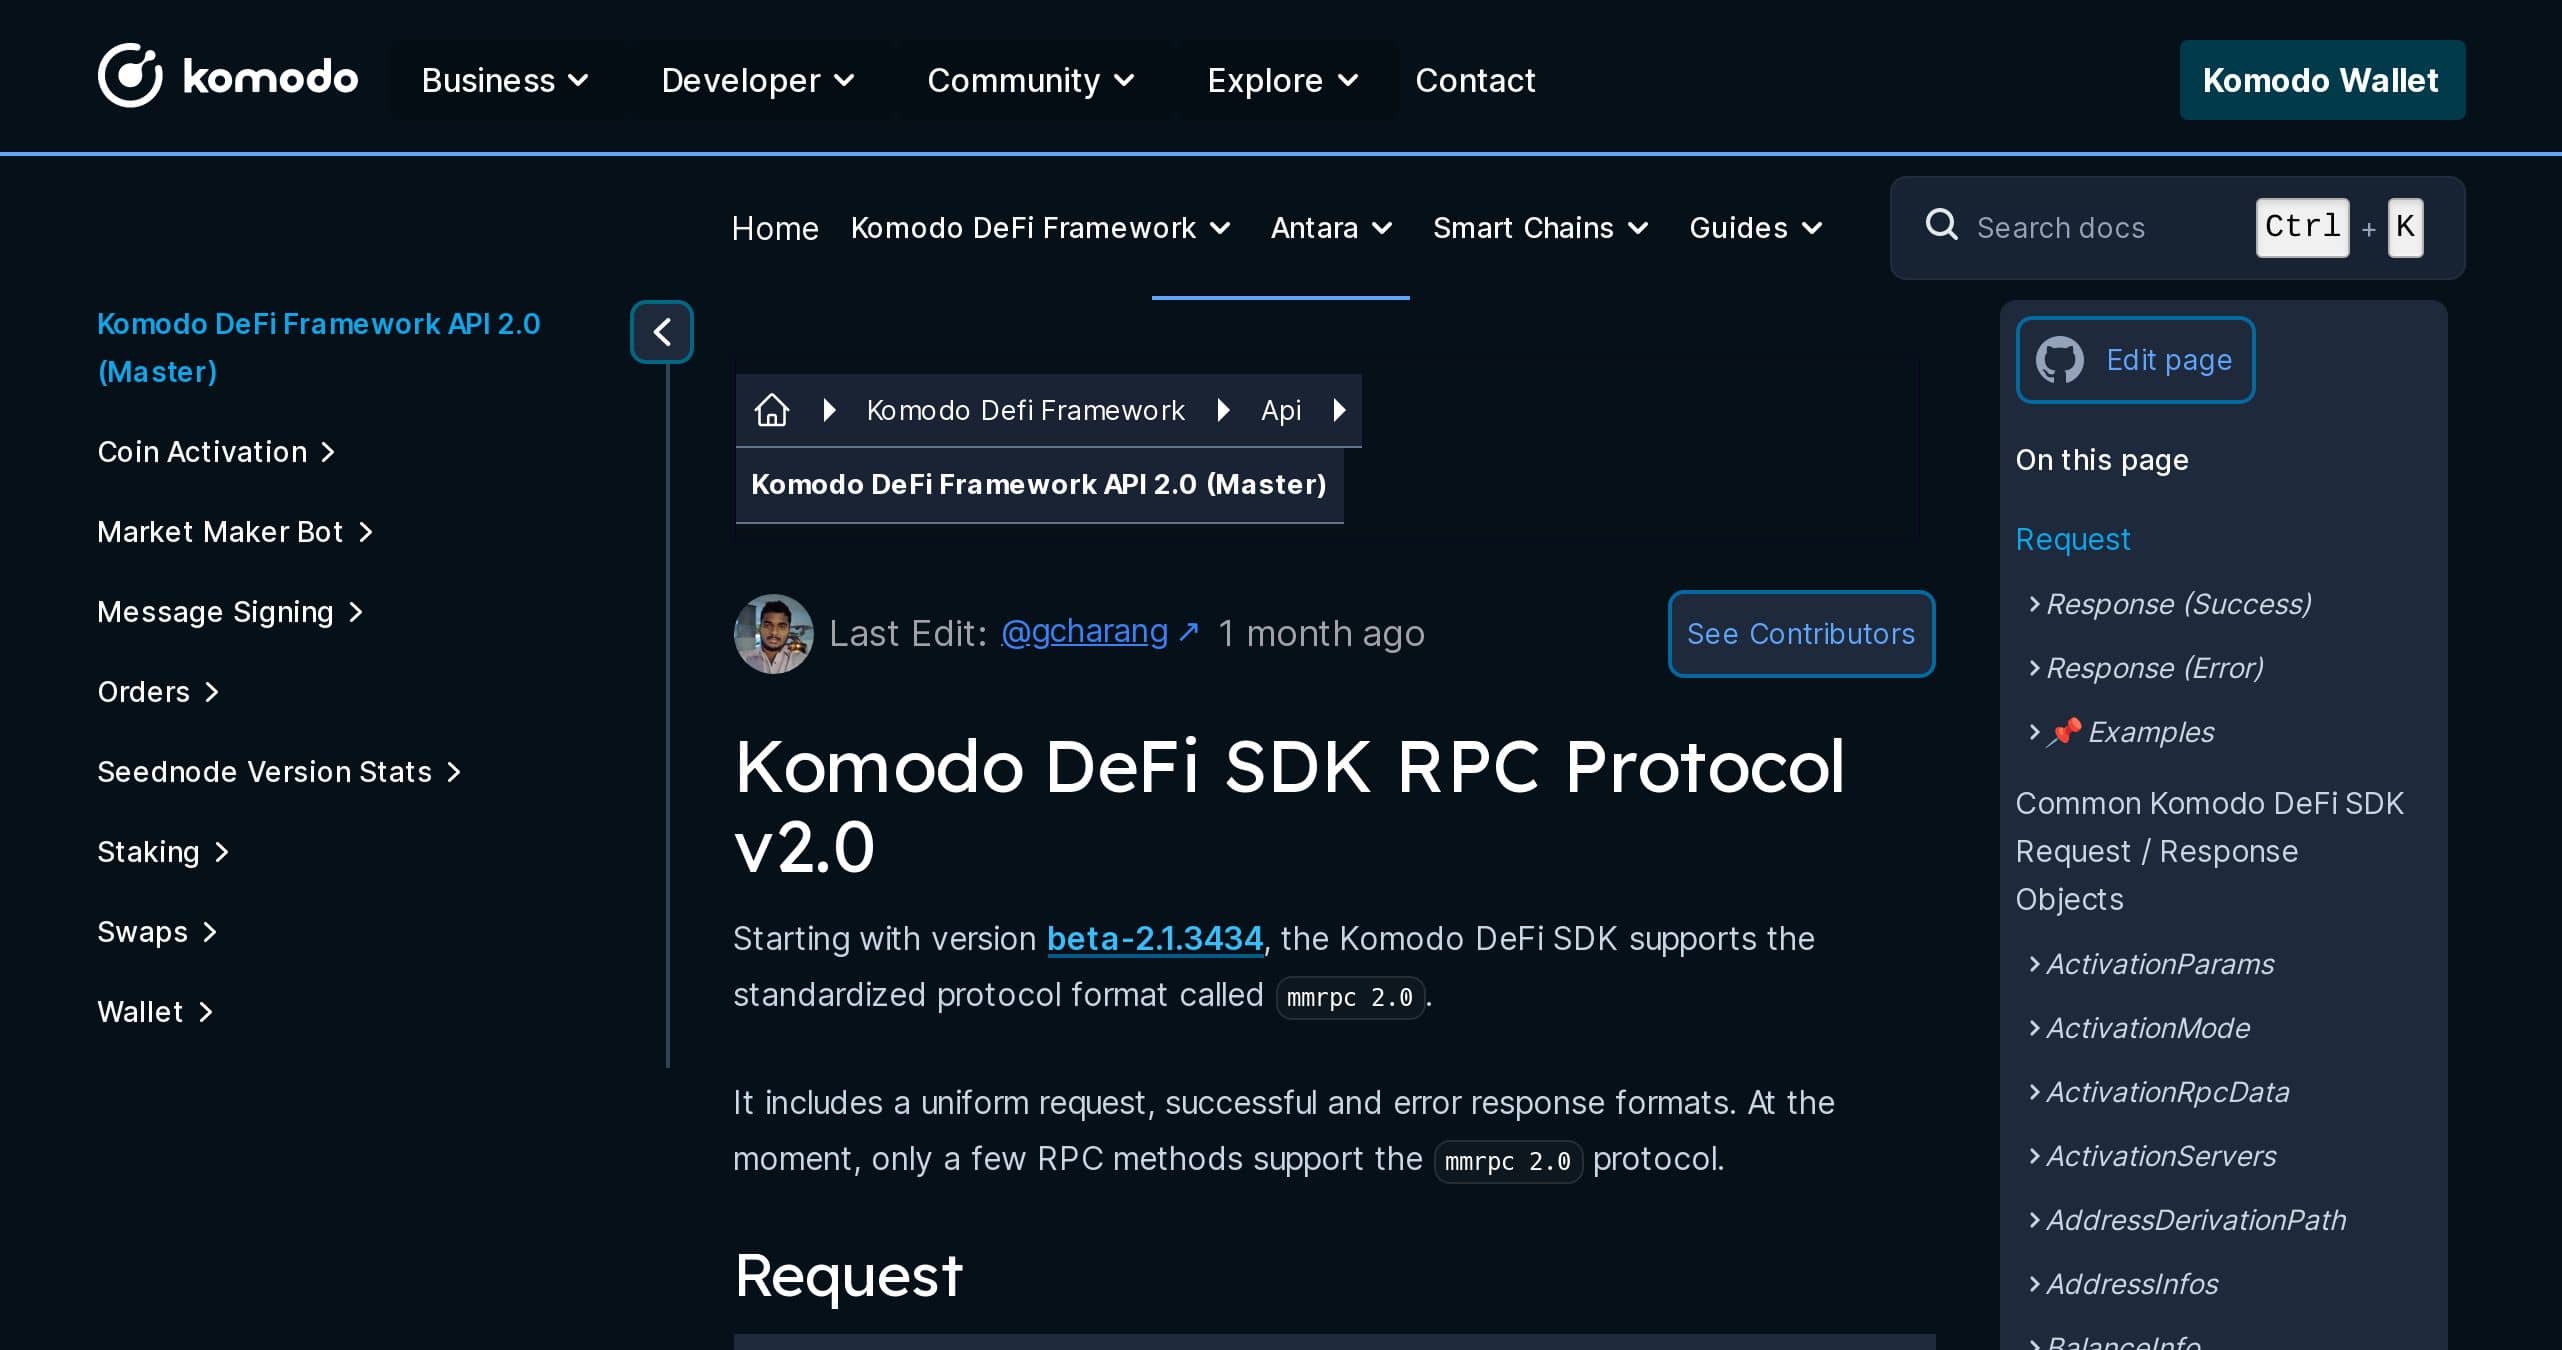 komodo
Business
Developer
Community
Explore
Contact
Komodo Wallet
Home
Komodo DeFi Framework
Antara
Smart Chains
Guides
Search docs
Ctrl + K
Komodo DeFi Framework API 2.0
(Master)
Coin Activation
Market Maker Bot
Message Signing
Orders
Seednode Version Stats
Staking
Swaps
Wallet
Komodo Defi Framework
Api
Komodo DeFi Framework API 2.0 (Master)
Last Edit: @gcharang ↗ 1 month ago
See Contributors
Komodo DeFi SDK RPC Protocol
v2.0
Starting with version beta-2.1.3434, the Komodo DeFi SDK supports the
standardized protocol format called mmrpc 2.0.
It includes a uniform request, successful and error response formats. At the
moment, only a few RPC methods support the mmrpc 2.0 protocol.
Request
Edit page
On this page
Request
Response (Success)
Response (Error)
📌 Examples
Common Komodo DeFi SDK
Request / Response
Objects
ActivationParams
ActivationMode
ActivationRpcData
ActivationServers
AddressDerivationPath
AddressInfos
BalanceInfo